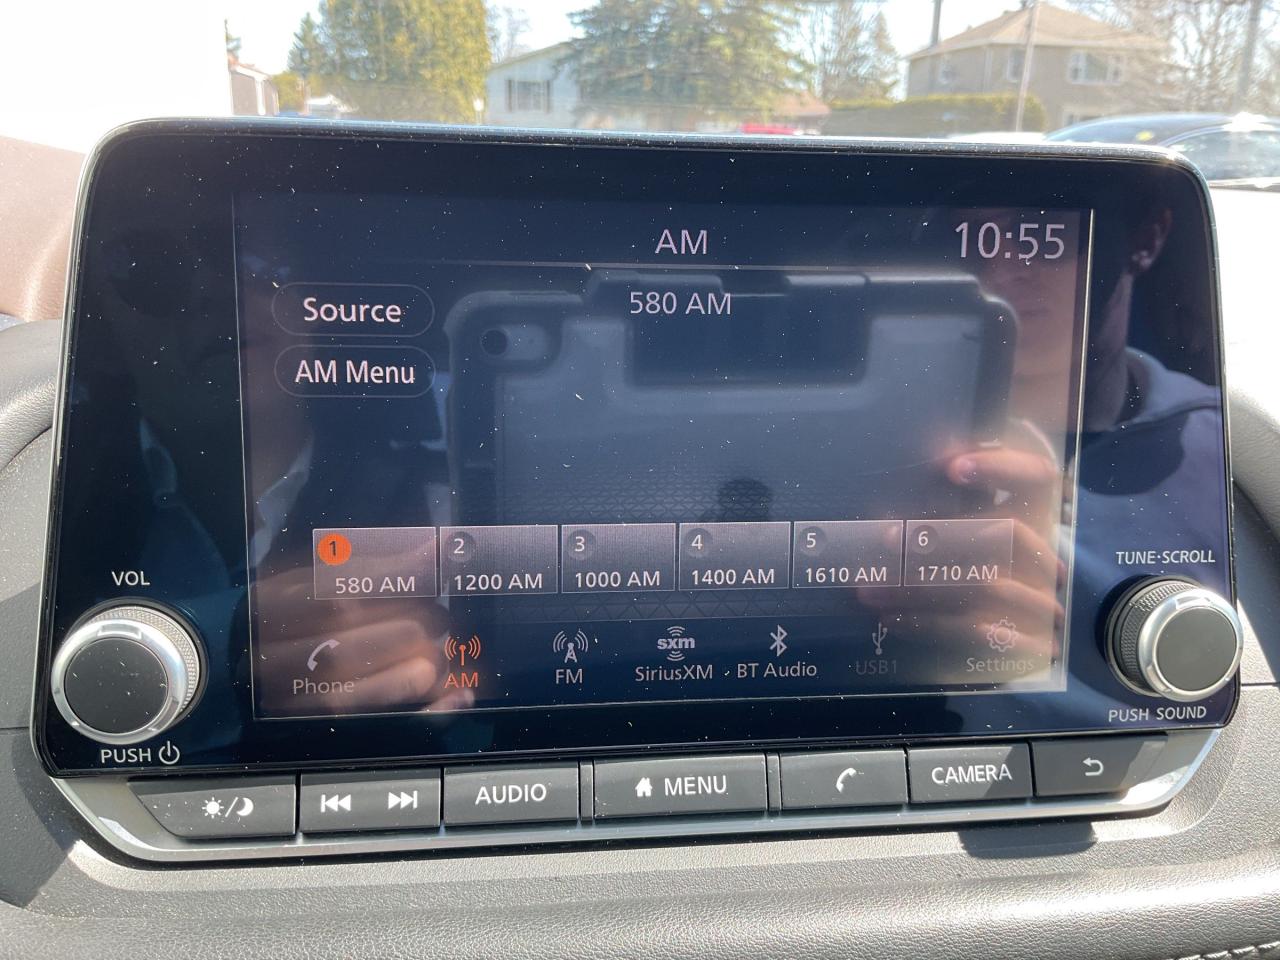 AM
10:55
Source
580 AM
AM Menu
1
580 AM
2
1200 AM
3
1000 AM
4
1400 AM
5
1610 AM
6
1710 AM
VOL
TUNE·SCROLL
Phone
AM
FM
sxm
SiriusXM
BT Audio
USB1
Settings
PUSH
PUSH SOUND
AUDIO
MENU
CAMERA